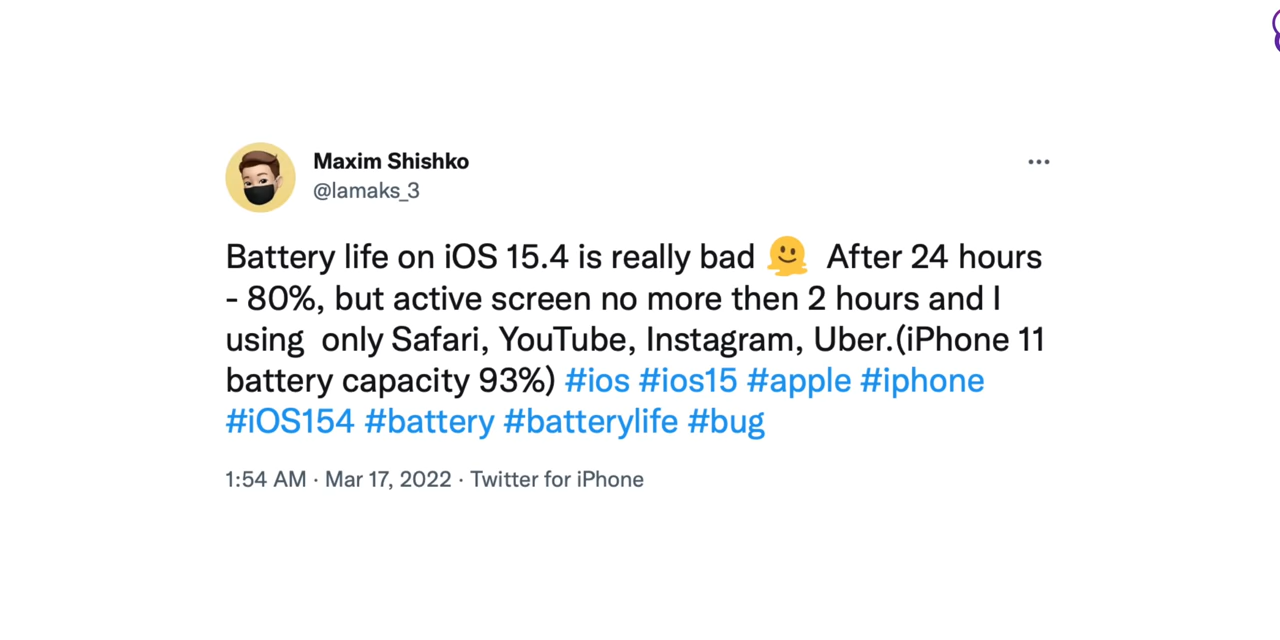 Maxim Shishko
@lamaks_3
Battery life on iOS 15.4 is really bad 🫠 After 24 hours
- 80%, but active screen no more then 2 hours and I
using  only Safari, YouTube, Instagram, Uber.(iPhone 11
battery capacity 93%) #ios #ios15 #apple #iphone
#iOS154 #battery #batterylife #bug
1:54 AM · Mar 17, 2022 · Twitter for iPhone